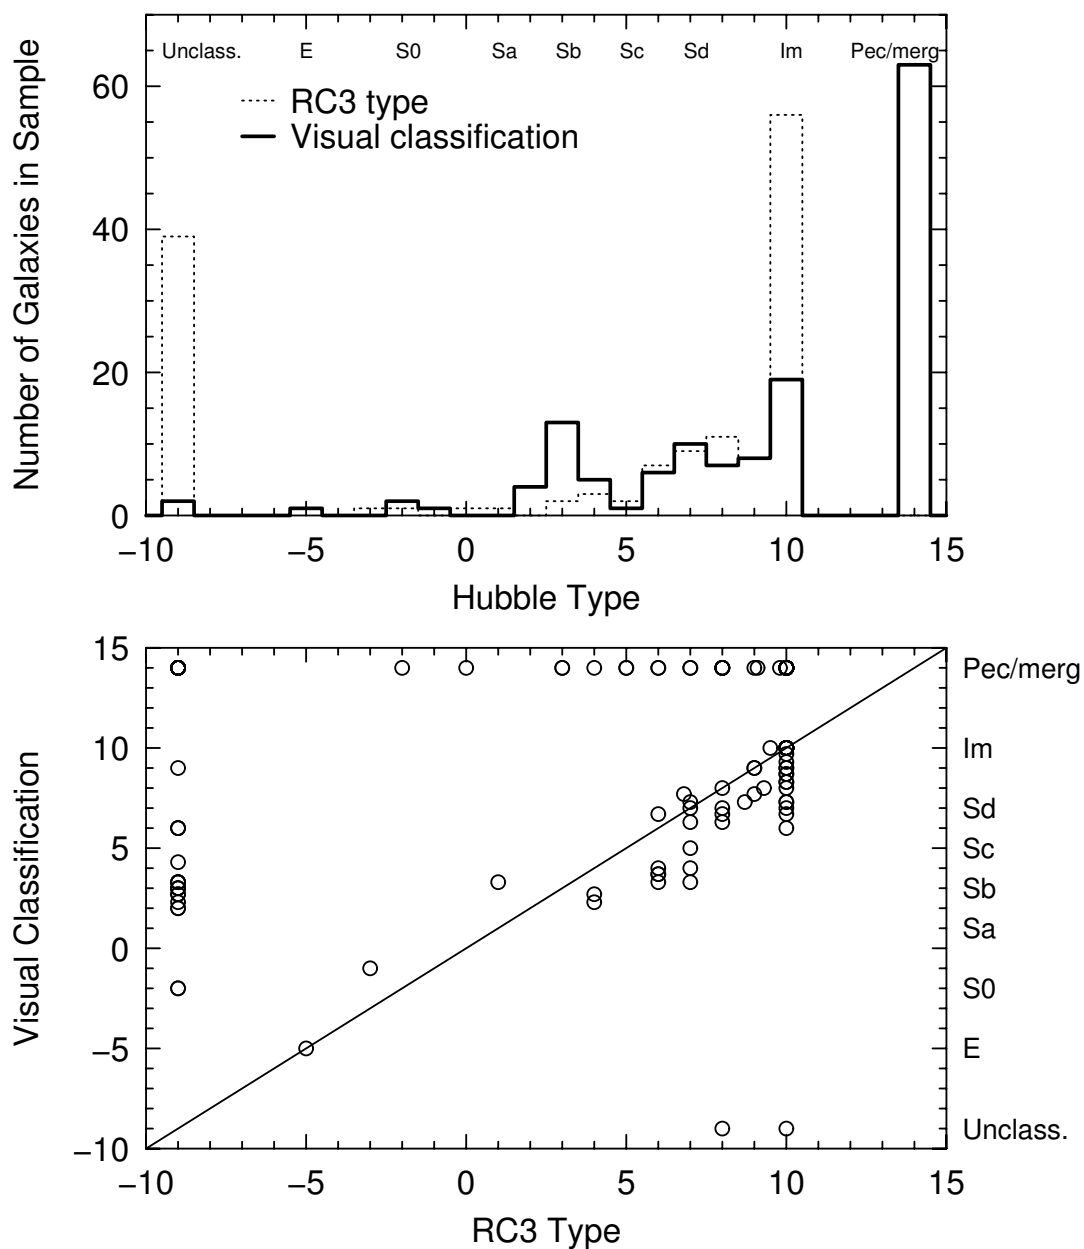 Number of Galaxies in Sample
60
40
20
0
Unclass. E S0 Sa Sb Sc Sd Im Pec/merg
RC3 type
Visual classification
−10 −5 0 5 10 15
Hubble Type
Visual Classification
15
10
5
0
−5
−10
Pec/merg
Im
Sd
Sc
Sb
Sa
S0
E
Unclass.
−10 −5 0 5 10 15
RC3 Type